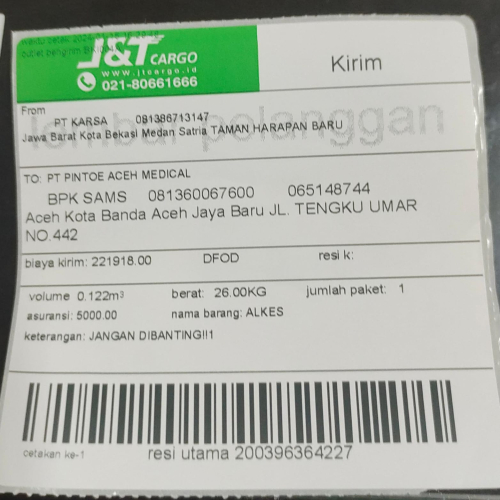 J&T CARGO
www.jtcargo.id
021-80661666
Kirim
lembar pelanggan
From
PT KARSA 081386713147
Jawa Barat Kota Bekasi Medan Satria TAMAN HARAPAN BARU
TO: PT PINTOE ACEH MEDICAL
BPK SAMS 081360067600 065148744
Aceh Kota Banda Aceh Jaya Baru JL. TENGKU UMAR
NO.442
biaya kirim: 221918.00 DFOD resi k:
volume 0.122m³ berat: 26.00KG jumlah paket: 1
asuransi: 5000.00 nama barang: ALKES
keterangan: JANGAN DIBANTING!!1
cetakan ke-1 resi utama 200396364227